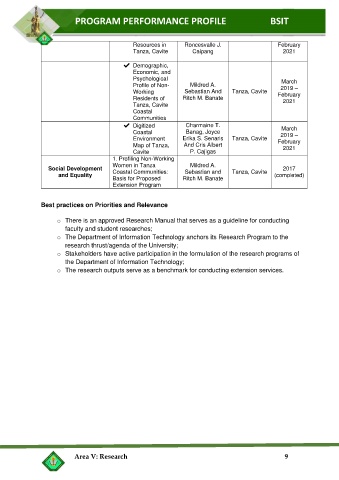 PROGRAM PERFORMANCE PROFILE BSIT
Resources in Tanza, Cavite
Roncesvalle J. Caipang
February 2021
✔ Demographic, Economic, and Psychological Profile of Non-Working Residents of Tanza, Cavite Coastal Communities
Mildred A. Sebastian And Ritch M. Banate
Tanza, Cavite
March 2019 – February 2021
✔ Digitized Coastal Environment Map of Tanza, Cavite
Charmaine T. Banag, Joyce Erika S. Senaris And Cris Albert P. Cajigas
Tanza, Cavite
March 2019 – February 2021
Social Development and Equality
1. Profiling Non-Working Women in Tanza Coastal Communities: Basis for Proposed Extension Program
Mildred A. Sebastian and Ritch M. Banate
Tanza, Cavite
2017 (completed)
Best practices on Priorities and Relevance
o There is an approved Research Manual that serves as a guideline for conducting
faculty and student researches;
o The Department of Information Technology anchors its Research Program to the
research thrust/agenda of the University;
o Stakeholders have active participation in the formulation of the research programs of
the Department of Information Technology;
o The research outputs serve as a benchmark for conducting extension services.
Area V: Research 9